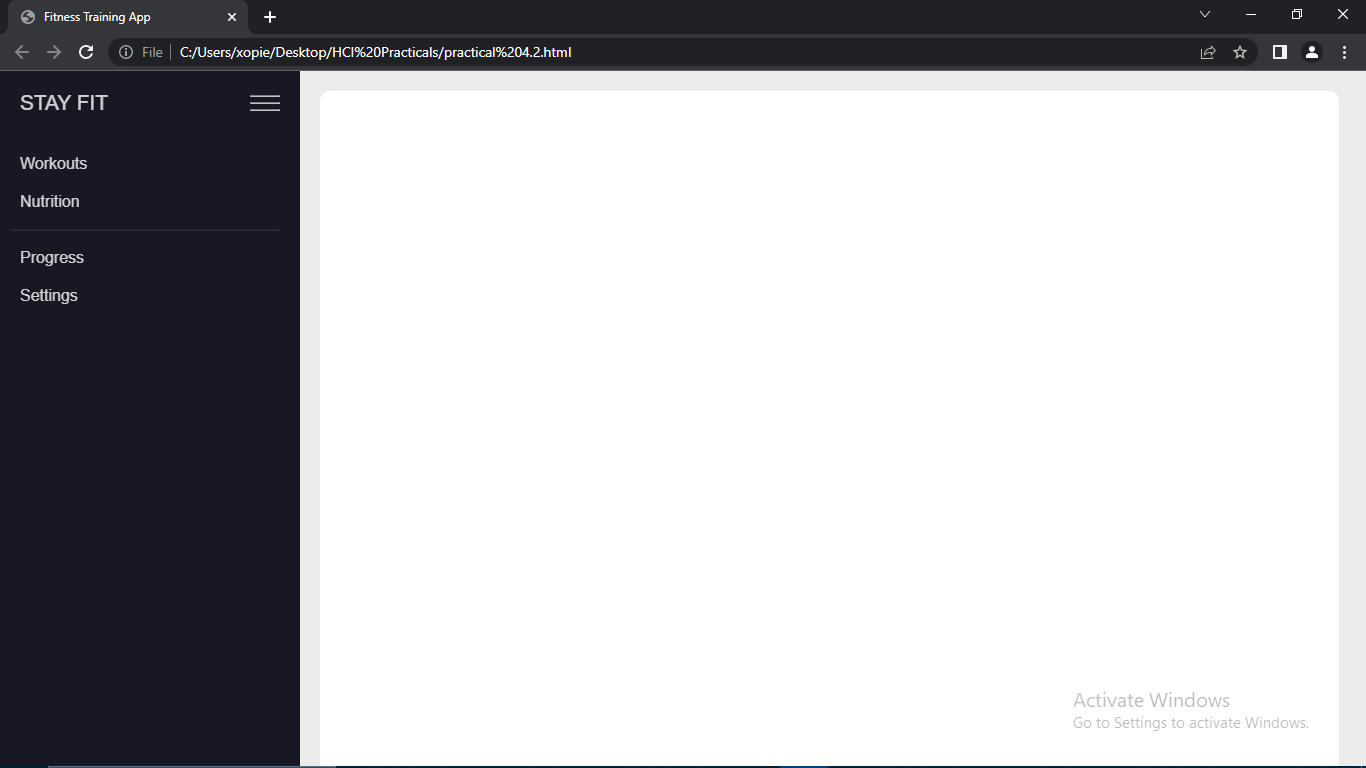 Fitness Training App
File
C:/Users/xopie/Desktop/HCI%20Practicals/practical%204.2.html
STAY FIT
Workouts
Nutrition
Progress
Settings
Activate Windows
Go to Settings to activate Windows.